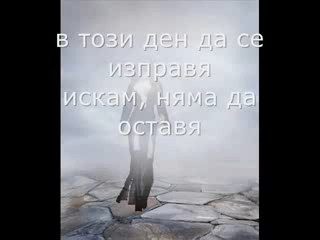 в този ден да се
изправя
искам, няма да
оставя